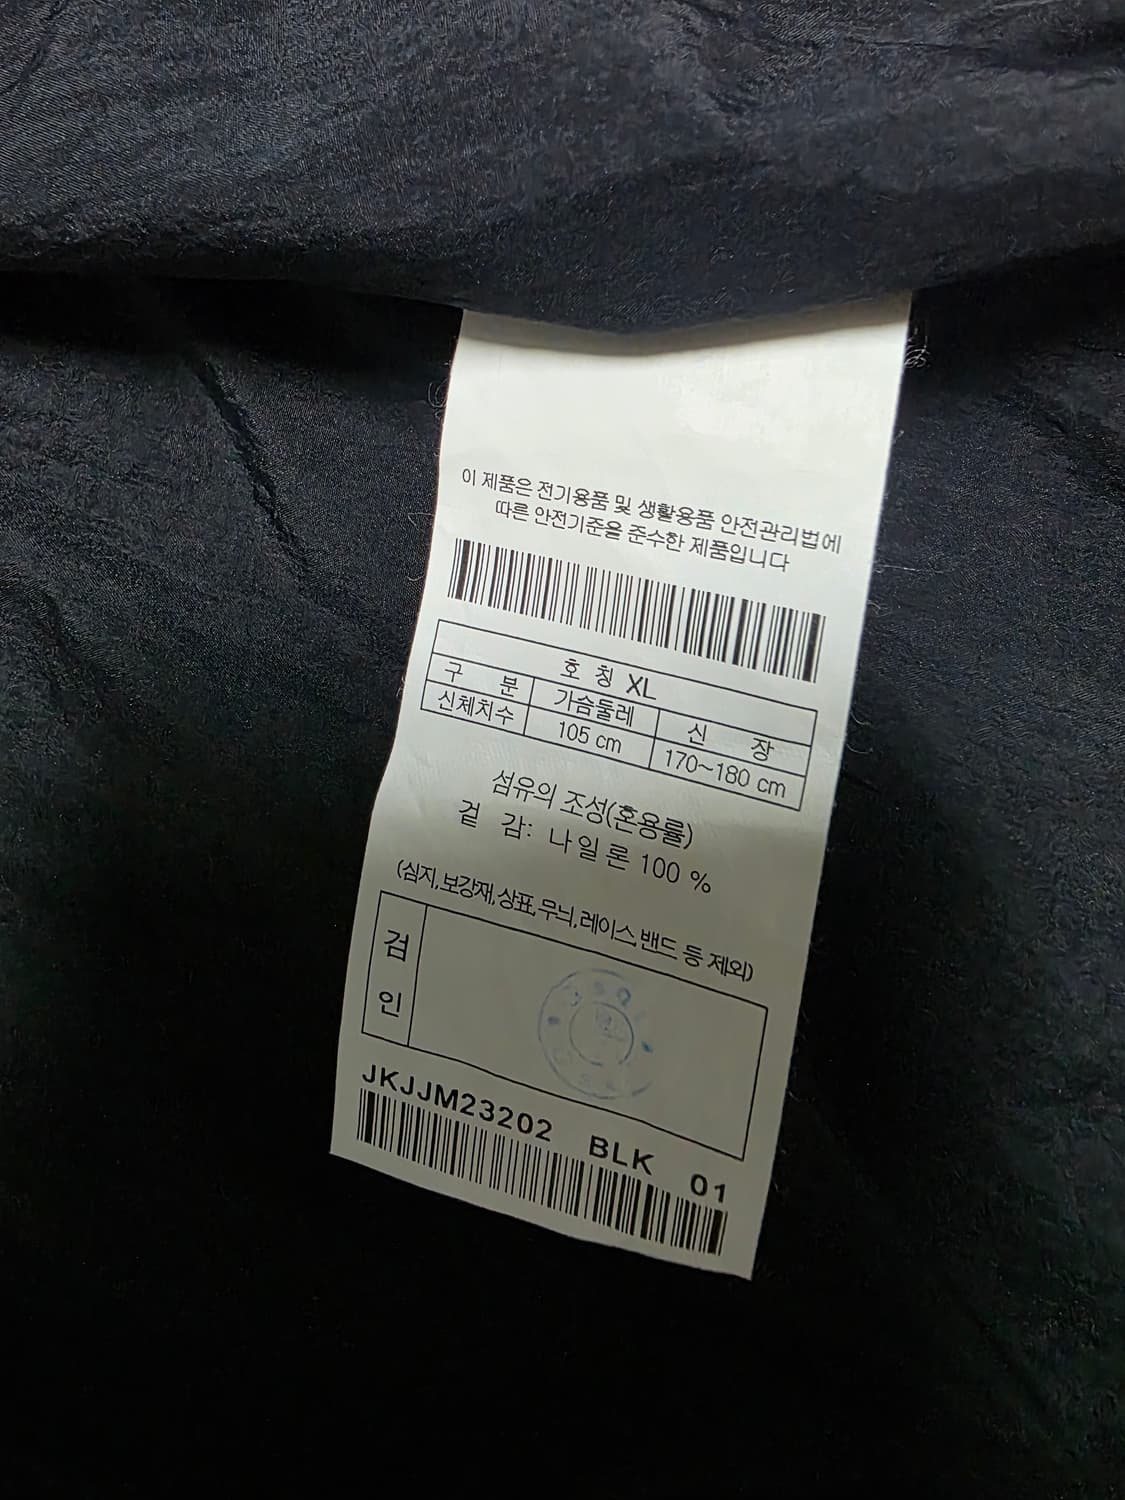 이 제품은 전기용품 및 생활용품 안전관리법에
따른 안전기준을 준수한 제품입니다
호 칭 XL
구 분 가슴둘레 신 장
신체치수 105 cm 170~180 cm
섬유의 조성(혼용률)
겉 감: 나일론 100 %
(심지,보강재,상표,무늬,레이스,밴드 등 제외)
검
인
JKJJM23202 BLK 01